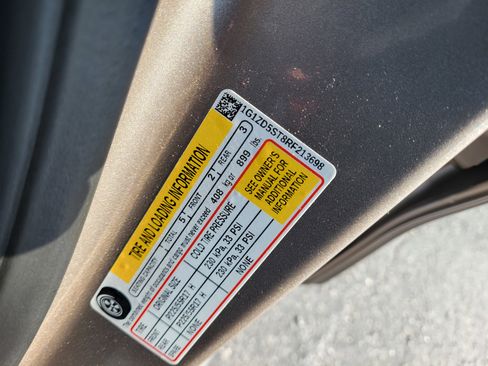 1G1ZD5ST8RF213698
TIRE AND LOADING INFORMATION
SEATING CAPACITY TOTAL 5 FRONT 2 REAR 3
The combined weight of occupants and cargo must never exceed 408 kg or 899 lbs.
TIRE ORIGINAL SIZE COLD TIRE PRESSURE
FRONT P225/55R17 H 230 kPa, 33 PSI
REAR P225/55R17 H 230 kPa, 33 PSI
SPARE NONE NONE
SEE OWNER'S
MANUAL FOR
ADDITIONAL
INFORMATION